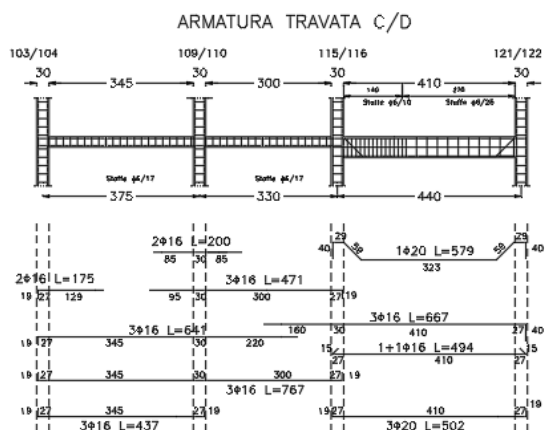 ARMATURA TRAVATA C/D
103/104 109/110 115/116 121/122
30 345 30 300 30 410 30
140 270
Staffe ϕ6/10 Staffe ϕ8/25
Staffe ϕ6/17 Staffe ϕ6/17
375 330 440
2Φ16 L=200
85 30 85
29 29
40 58 1Φ20 L=579 58 40
323
2Φ16 L=175 3Φ16 L=471
19 27 129 95 30 300 27 19
3Φ16 L=667
160 30 410 27 40
3Φ16 L=641
19 27 345 30 220
15 1+1Φ16 L=494 15
27 410 27
19 27 345 30 300 27 19
3Φ16 L=767
19 27 345 27 19 19 27 410 27 19
3Φ16 L=437 3Φ20 L=502